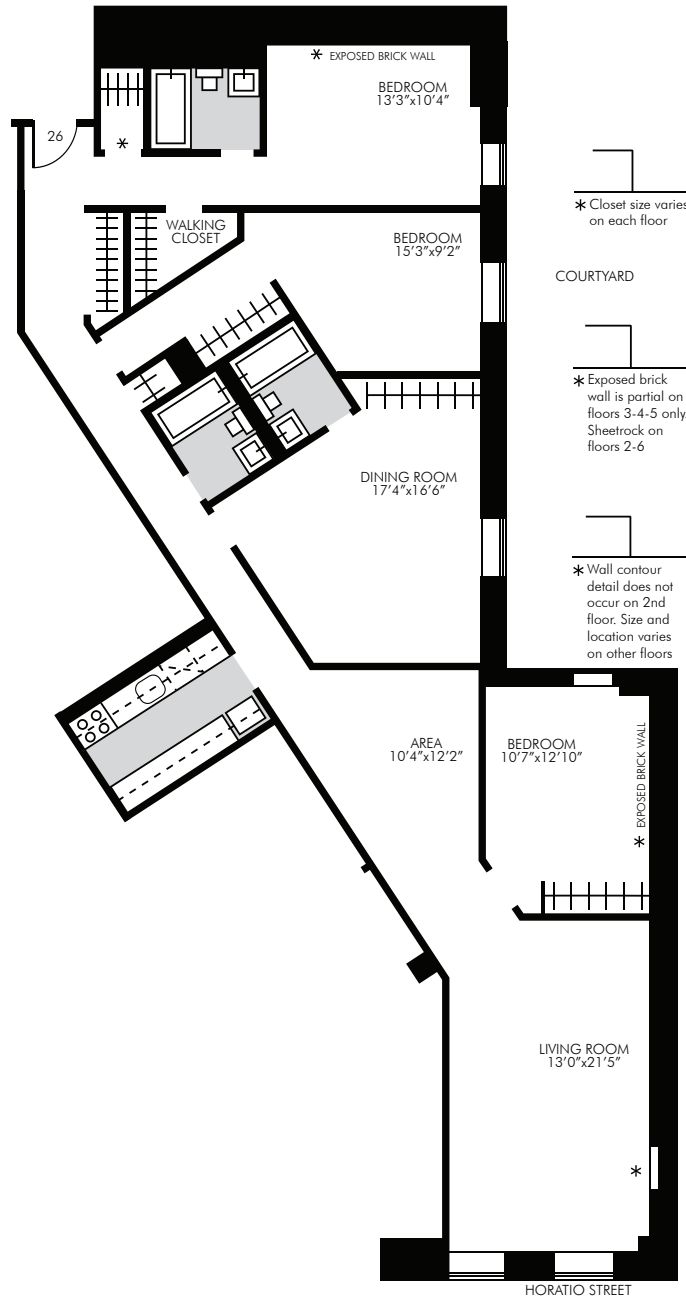 * EXPOSED BRICK WALL
BEDROOM
13'3"x10'4"
26
*
* Closet size varies
on each floor
WALKING
CLOSET
BEDROOM
15'3"x9'2"
COURTYARD
* Exposed brick
wall is partial on
floors 3-4-5 only
Sheetrock on
floors 2-6
DINING ROOM
17'4"x16'6"
* Wall contour
detail does not
occur on 2nd
floor. Size and
location varies
on other floors
AREA
10'4"x12'2"
BEDROOM
10'7"x12'10"
* EXPOSED BRICK WALL
LIVING ROOM
13'0"x21'5"
*
HORATIO STREET